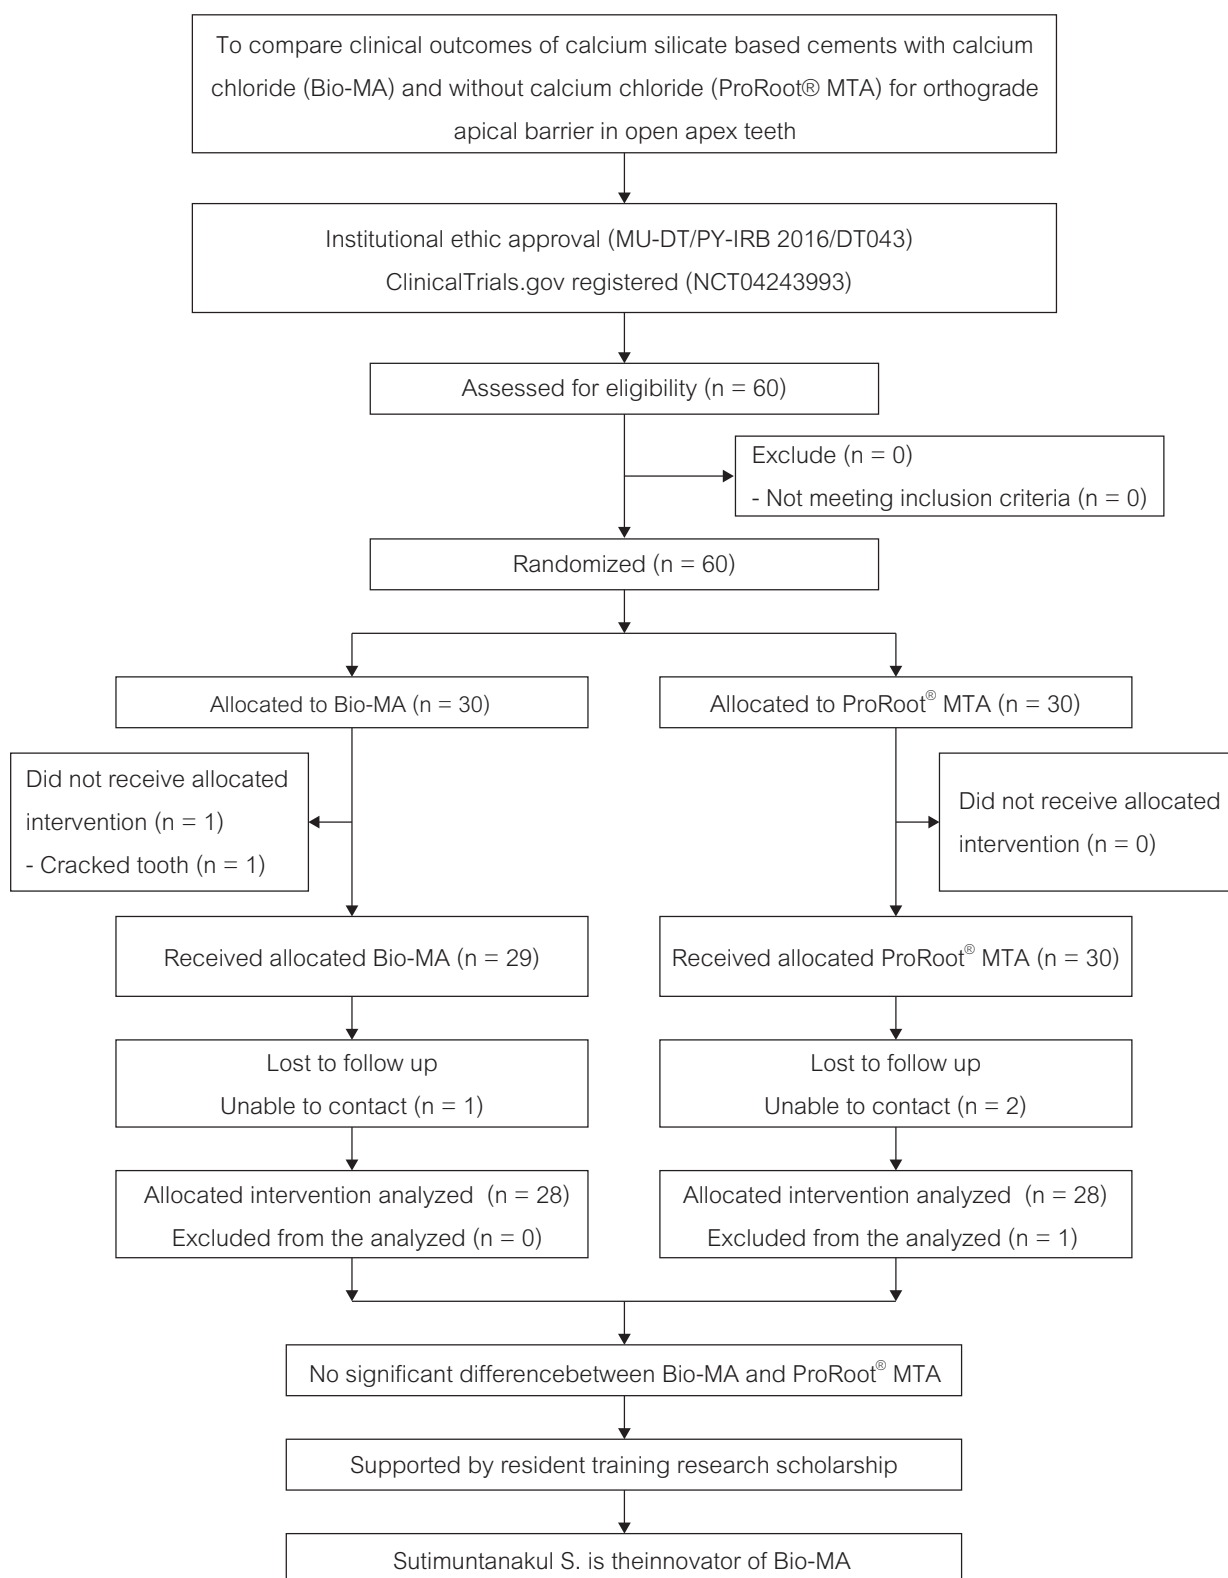 To compare clinical outcomes of calcium silicate based cements with calcium
chloride (Bio-MA) and without calcium chloride (ProRoot® MTA) for orthograde
apical barrier in open apex teeth
Institutional ethic approval (MU-DT/PY-IRB 2016/DT043)
ClinicalTrials.gov registered (NCT04243993)
Assessed for eligibility (n = 60)
Exclude (n = 0)
- Not meeting inclusion criteria (n = 0)
Randomized (n = 60)
Allocated to Bio-MA (n = 30)
Allocated to ProRoot® MTA (n = 30)
Did not receive allocated
intervention (n = 1)
- Cracked tooth (n = 1)
Did not receive allocated
intervention (n = 0)
Received allocated Bio-MA (n = 29)
Received allocated ProRoot® MTA (n = 30)
Lost to follow up
Unable to contact (n = 1)
Lost to follow up
Unable to contact (n = 2)
Allocated intervention analyzed (n = 28)
Excluded from the analyzed (n = 0)
Allocated intervention analyzed (n = 28)
Excluded from the analyzed (n = 1)
No significant differencebetween Bio-MA and ProRoot® MTA
Supported by resident training research scholarship
Sutimuntanakul S. is theinnovator of Bio-MA